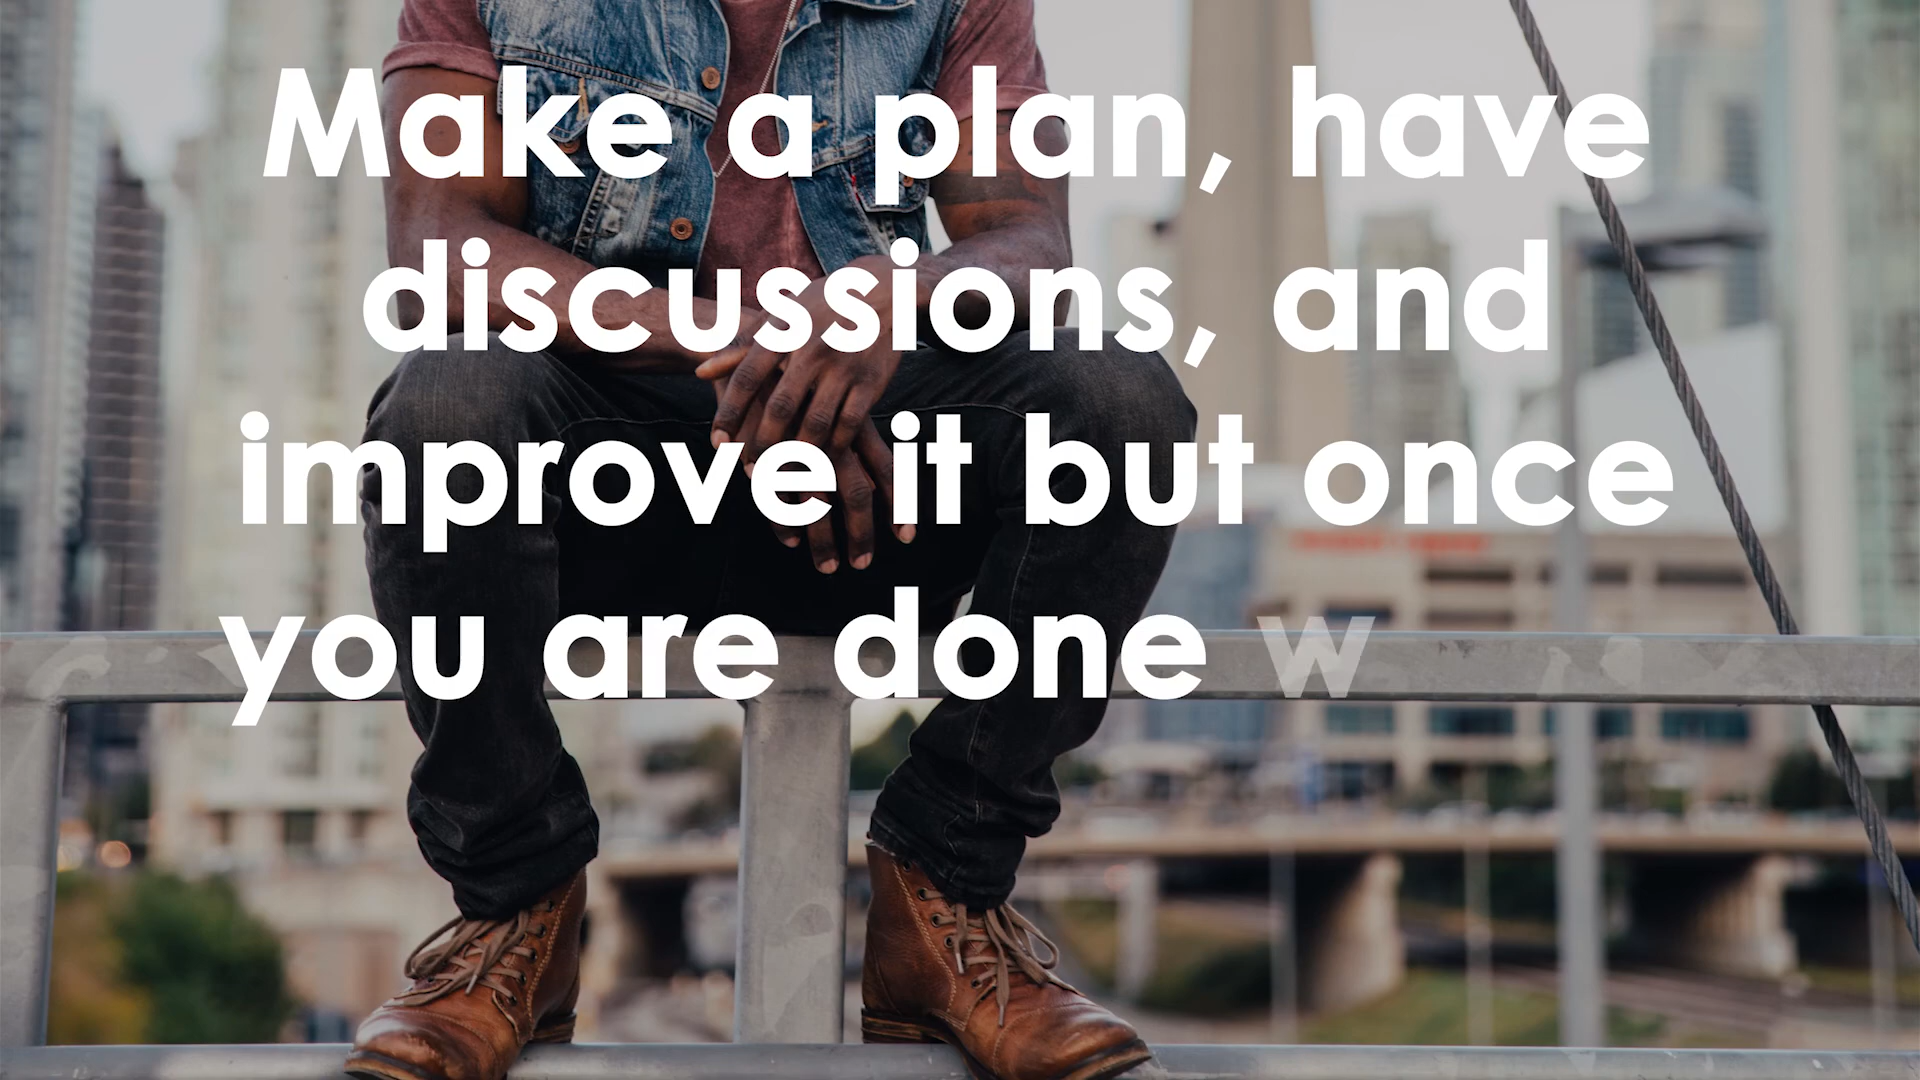 Make a plan, have
discussions, and
improve it but once
you are done w